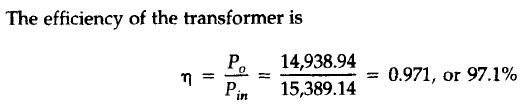 The efficiency of the transformer is
η = P_o / P_in = 14,938.94 / 15,389.14 = 0.971, or 97.1%